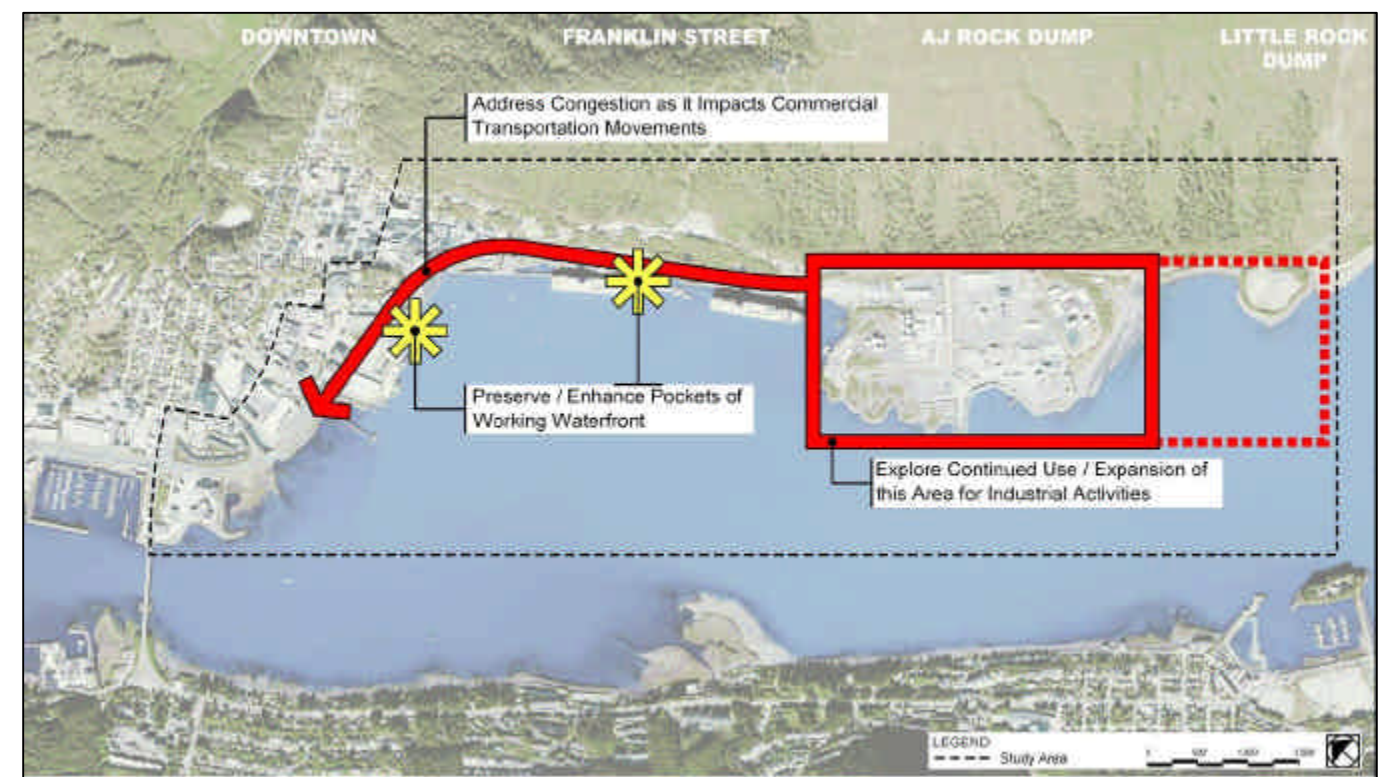 DOWNTOWN
FRANKLIN STREET
AJ ROCK DUMP
LITTLE ROCK
DUMP
Address Congestion as it Impacts Commercial
Transportation Movements
Preserve / Enhance Pockets of
Working Waterfront
Explore Continued Use / Expansion of
this Area for Industrial Activities
LEGEND
Study Area
0